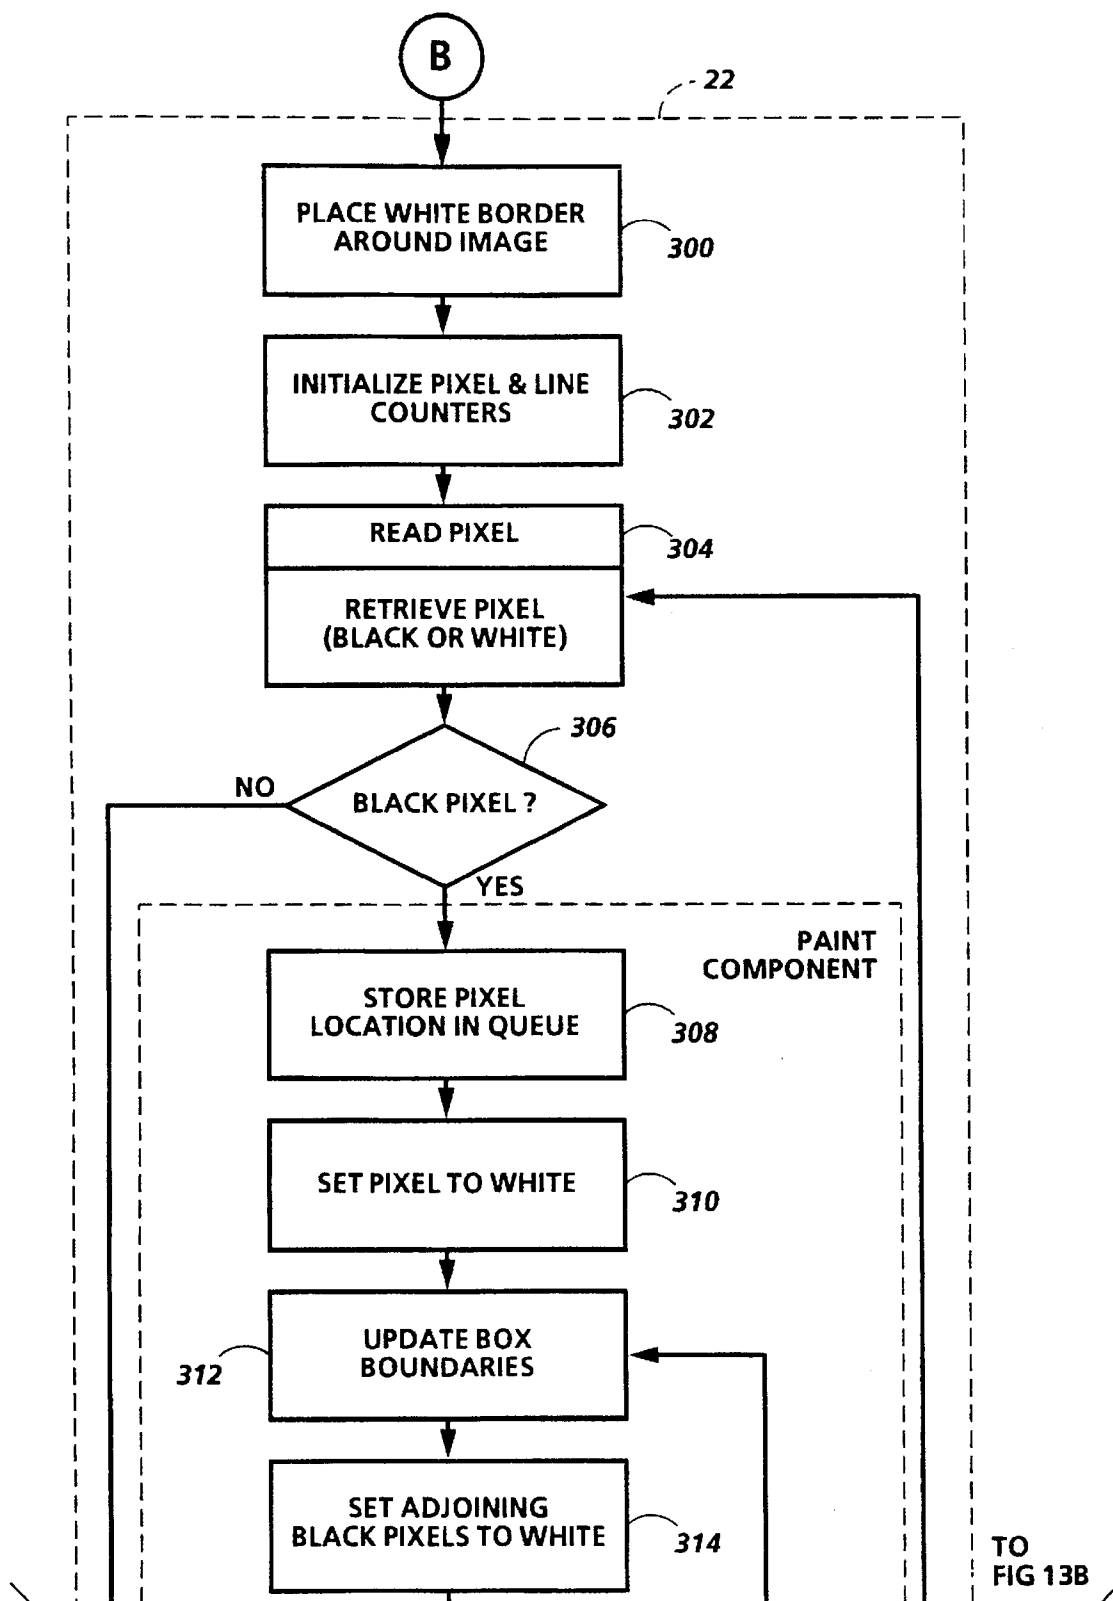 B
22
PLACE WHITE BORDER
AROUND IMAGE
300
INITIALIZE PIXEL & LINE
COUNTERS
302
READ PIXEL
304
RETRIEVE PIXEL
(BLACK OR WHITE)
306
NO
BLACK PIXEL ?
YES
PAINT
COMPONENT
STORE PIXEL
LOCATION IN QUEUE
308
SET PIXEL TO WHITE
310
UPDATE BOX
BOUNDARIES
312
SET ADJOINING
BLACK PIXELS TO WHITE
314
TO
FIG 13B